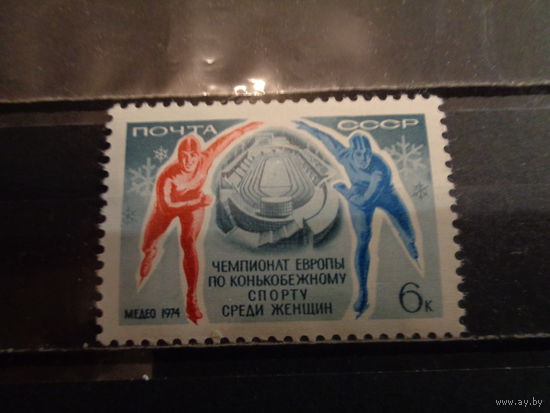 ПОЧТА СССР
ЧЕМПИОНАТ ЕВРОПЫ
ПО КОНЬКОБЕЖНОМУ
СПОРТУ
СРЕДИ ЖЕНЩИН
МЕДЕО 1974
6к
www.ay.by